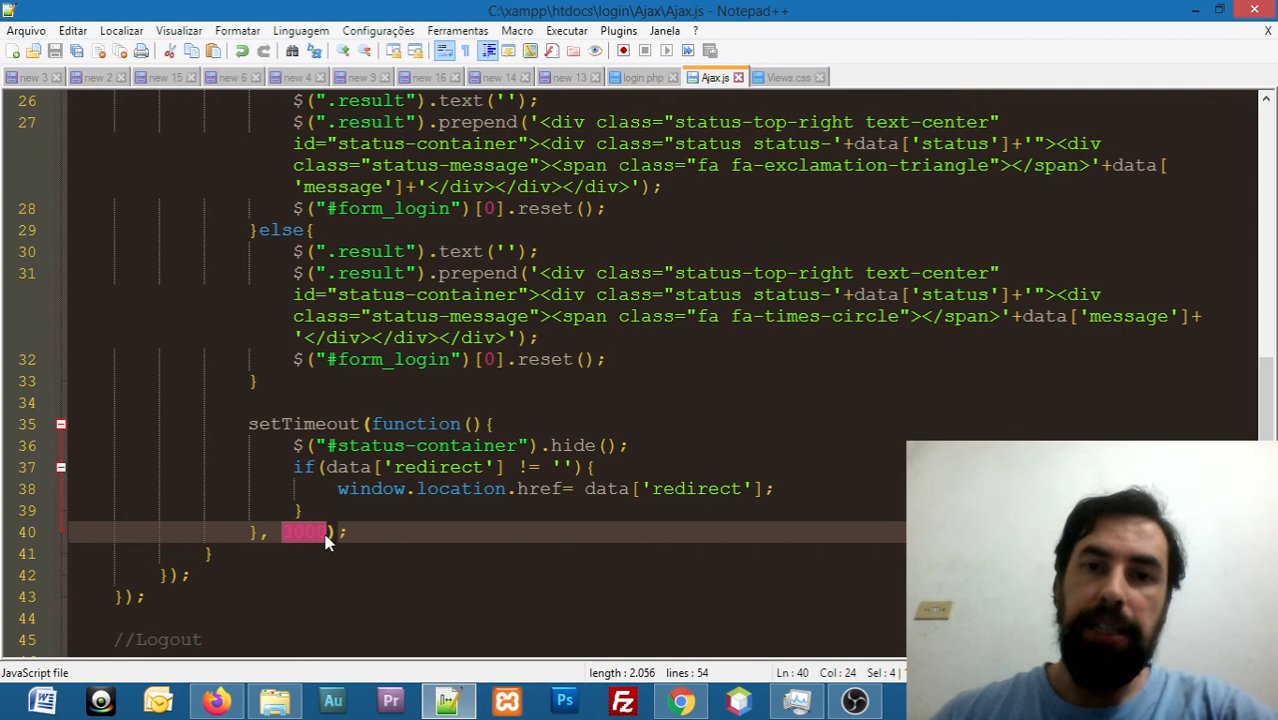 C:\xampp\htdocs\login\Ajax\Ajax.js - Notepad++
Arquivo Editar Localizar Visualizar Formatar Linguagem Configurações Ferramentas Macro Executar Plugins Janela ? X
new 3 new 2 new 15 new 6 new 4 new 9 new 16 new 14 new 13 login.php Ajax.js Views.css
26 $(".result").text('');
27 $(".result").prepend('<div class="status-top-right text-center"
id="status-container"><div class="status status-'+data['status']+'"><div
class="status-message"><span class="fa fa-exclamation-triangle"></span>'+data[
'message']+'</div></div></div>');
28 $("#form_login")[0].reset();
29 }else{
30 $(".result").text('');
31 $(".result").prepend('<div class="status-top-right text-center"
id="status-container"><div class="status status-'+data['status']+'"><div
class="status-message"><span class="fa fa-times-circle"></span>'+data['message']+
'</div></div></div>');
32 $("#form_login")[0].reset();
33 }
34
35 setTimeout(function(){
36 $("#status-container").hide();
37 if(data['redirect'] != ''){
38 window.location.href= data['redirect'];
39 }
40 }, 3000);
41 }
42 });
43 });
44
45 //Logout
JavaScript file length : 2.056 lines : 54 Ln : 40 Col : 24 Sel : 4 |
Au Pr Ps Fz